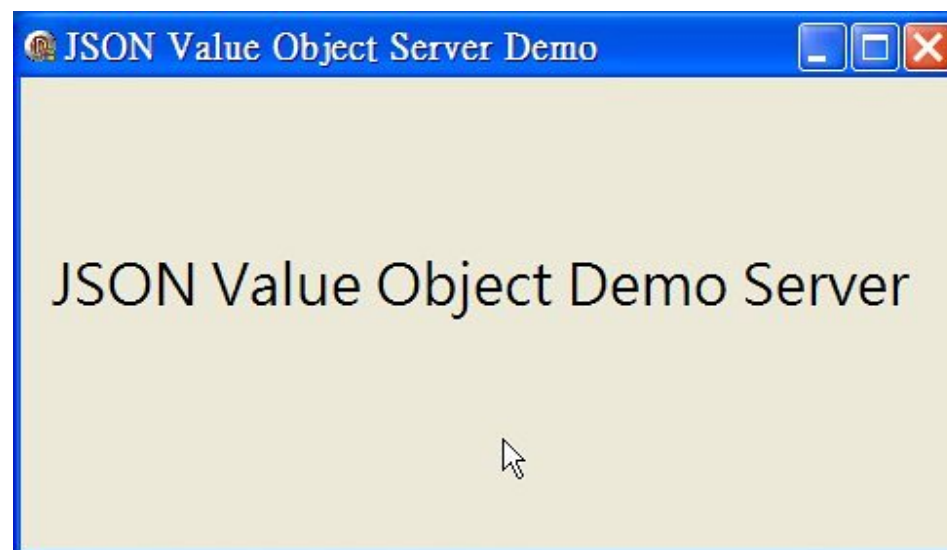 JSON Value Object Server Demo
JSON Value Object Demo Server